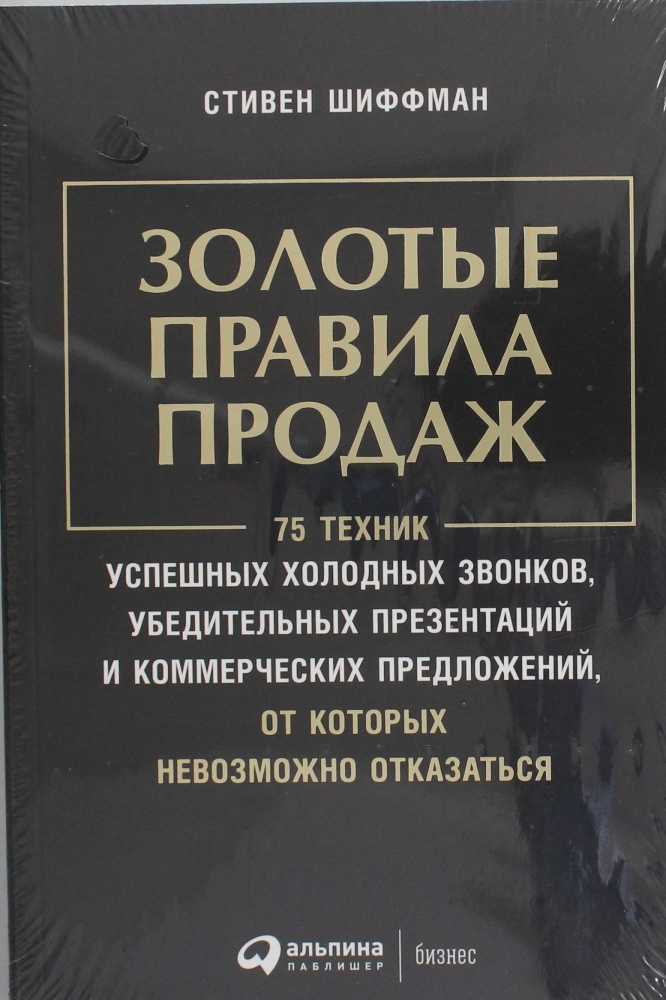 СТИВЕН ШИФФМАН
ЗОЛОТЫЕ
ПРАВИЛА
ПРОДАЖ
75 ТЕХНИК
УСПЕШНЫХ ХОЛОДНЫХ ЗВОНКОВ,
УБЕДИТЕЛЬНЫХ ПРЕЗЕНТАЦИЙ
И КОММЕРЧЕСКИХ ПРЕДЛОЖЕНИЙ,
ОТ КОТОРЫХ
НЕВОЗМОЖНО ОТКАЗАТЬСЯ
альпина
ПАБЛИШЕР
бизнес